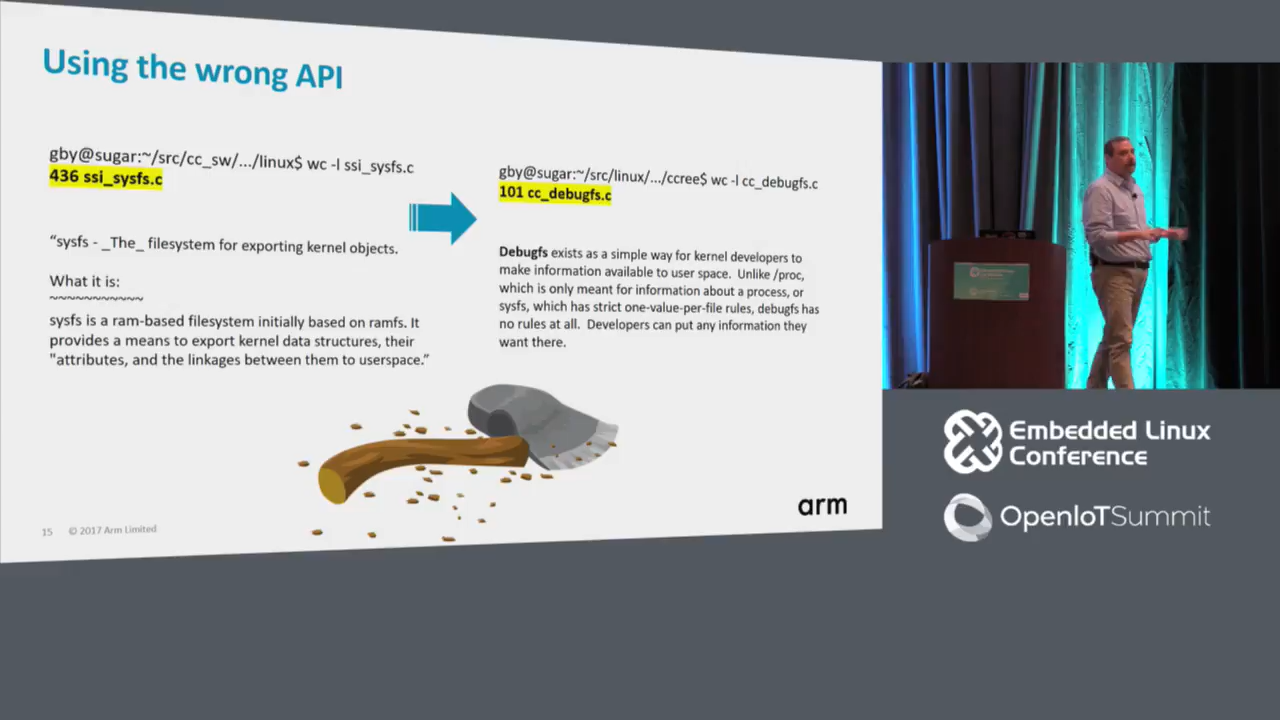 Using the wrong API
gby@sugar:~/src/cc_sw/.../linux$ wc -l ssi_sysfs.c
436 ssi_sysfs.c
“sysfs - _The_ filesystem for exporting kernel objects.
What it is:
~~~~~~~~~~~
sysfs is a ram-based filesystem initially based on ramfs. It
provides a means to export kernel data structures, their
"attributes, and the linkages between them to userspace.”
gby@sugar:~/src/linux/.../ccree$ wc -l cc_debugfs.c
101 cc_debugfs.c
Debugfs exists as a simple way for kernel developers to
make information available to user space. Unlike /proc,
which is only meant for information about a process, or
sysfs, which has strict one-value-per-file rules, debugfs has
no rules at all. Developers can put any information they
want there.
arm
15 © 2017 Arm Limited
Embedded Linux
Conference
OpenIoTSummit